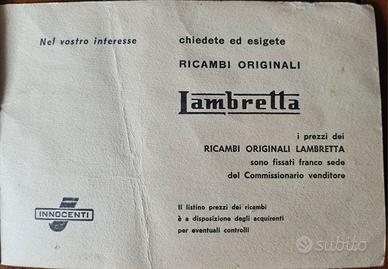 Nel vostro interesse
chiedete ed esigete
RICAMBI ORIGINALI
Lambretta
i prezzi dei
RICAMBI ORIGINALI LAMBRETTA
sono fissati franco sede
del Commissionario venditore
INNOCENTI
Il listino prezzi dei ricambi
è a disposizione degli acquirenti
per eventuali controlli
subito